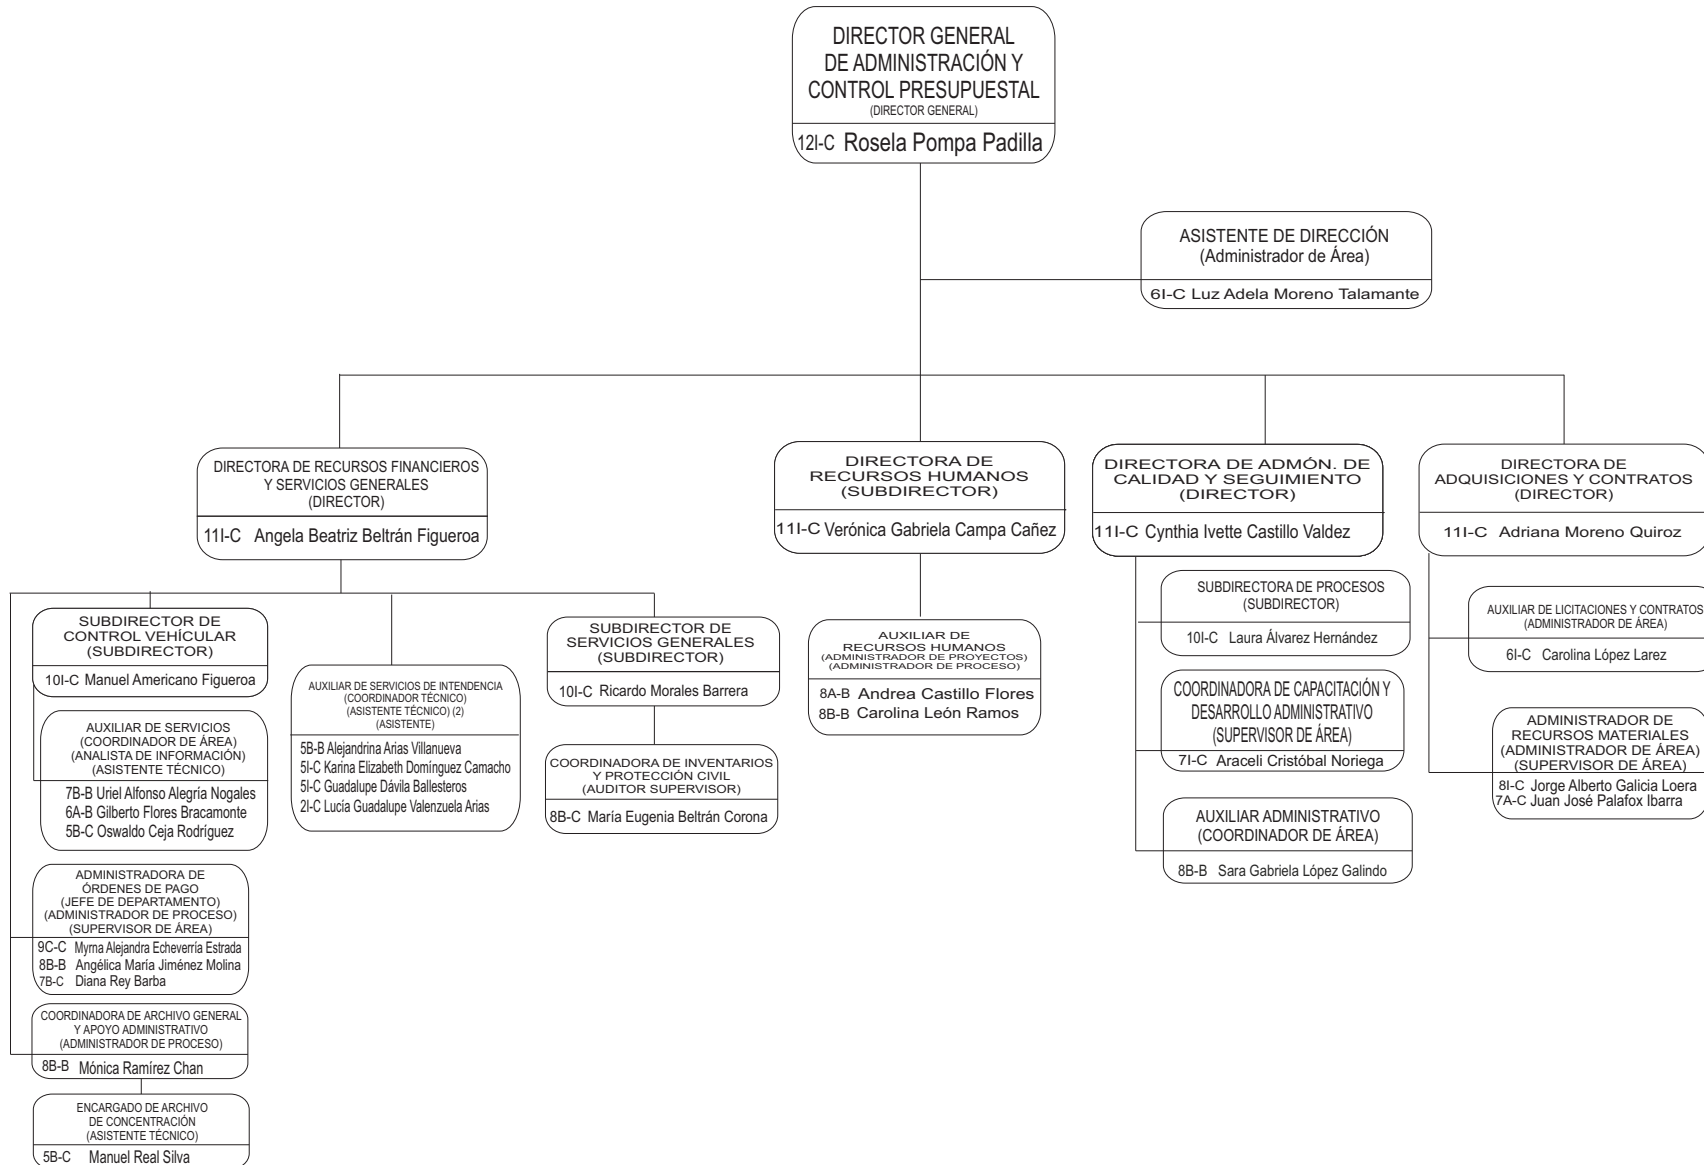 DIRECTOR GENERAL
DE ADMINISTRACIÓN Y
CONTROL PRESUPUESTAL
(DIRECTOR GENERAL)
12I-C Rosela Pompa Padilla
ASISTENTE DE DIRECCIÓN
(Administrador de Área)
6I-C Luz Adela Moreno Talamante
DIRECTORA DE RECURSOS FINANCIEROS
Y SERVICIOS GENERALES
(DIRECTOR)
11I-C Angela Beatriz Beltrán Figueroa
SUBDIRECTOR DE
CONTROL VEHÍCULAR
(SUBDIRECTOR)
10I-C Manuel Americano Figueroa
AUXILIAR DE SERVICIOS
(COORDINADOR DE ÁREA)
(ANALISTA DE INFORMACIÓN)
(ASISTENTE TÉCNICO)
7B-B Uriel Alfonso Alegría Nogales
6A-B Gilberto Flores Bracamonte
5B-C Oswaldo Ceja Rodríguez
ADMINISTRADORA DE
ÓRDENES DE PAGO
(JEFE DE DEPARTAMENTO)
(ADMINISTRADOR DE PROCESO)
(SUPERVISOR DE ÁREA)
9C-C Myrna Alejandra Echeverría Estrada
8B-B Angélica María Jiménez Molina
7B-C Diana Rey Barba
COORDINADORA DE ARCHIVO GENERAL
Y APOYO ADMINISTRATIVO
(ADMINISTRADOR DE PROCESO)
8B-B Mónica Ramírez Chan
ENCARGADO DE ARCHIVO
DE CONCENTRACIÓN
(ASISTENTE TÉCNICO)
5B-C Manuel Real Silva
AUXILIAR DE SERVICIOS DE INTENDENCIA
(COORDINADOR TÉCNICO)
(ASISTENTE TÉCNICO) (2)
(ASISTENTE)
5B-B Alejandrina Arias Villanueva
5I-C Karina Elizabeth Domínguez Camacho
5I-C Guadalupe Dávila Ballesteros
2I-C Lucía Guadalupe Valenzuela Arias
SUBDIRECTOR DE
SERVICIOS GENERALES
(SUBDIRECTOR)
10I-C Ricardo Morales Barrera
COORDINADORA DE INVENTARIOS
Y PROTECCIÓN CIVIL
(AUDITOR SUPERVISOR)
8B-C María Eugenia Beltrán Corona
DIRECTORA DE
RECURSOS HUMANOS
(SUBDIRECTOR)
11I-C Verónica Gabriela Campa Cañez
AUXILIAR DE
RECURSOS HUMANOS
(ADMINISTRADOR DE PROYECTOS)
(ADMINISTRADOR DE PROCESO)
8A-B Andrea Castillo Flores
8B-B Carolina León Ramos
DIRECTORA DE ADMÓN. DE
CALIDAD Y SEGUIMIENTO
(DIRECTOR)
11I-C Cynthia Ivette Castillo Valdez
SUBDIRECTORA DE PROCESOS
(SUBDIRECTOR)
10I-C Laura Álvarez Hernández
COORDINADORA DE CAPACITACIÓN Y
DESARROLLO ADMINISTRATIVO
(SUPERVISOR DE ÁREA)
7I-C Araceli Cristóbal Noriega
AUXILIAR ADMINISTRATIVO
(COORDINADOR DE ÁREA)
8B-B Sara Gabriela López Galindo
DIRECTORA DE
ADQUISICIONES Y CONTRATOS
(DIRECTOR)
11I-C Adriana Moreno Quiroz
AUXILIAR DE LICITACIONES Y CONTRATOS
(ADMINISTRADOR DE ÁREA)
6I-C Carolina López Larez
ADMINISTRADOR DE
RECURSOS MATERIALES
(ADMINISTRADOR DE ÁREA)
(SUPERVISOR DE ÁREA)
8I-C Jorge Alberto Galicia Loera
7A-C Juan José Palafox Ibarra